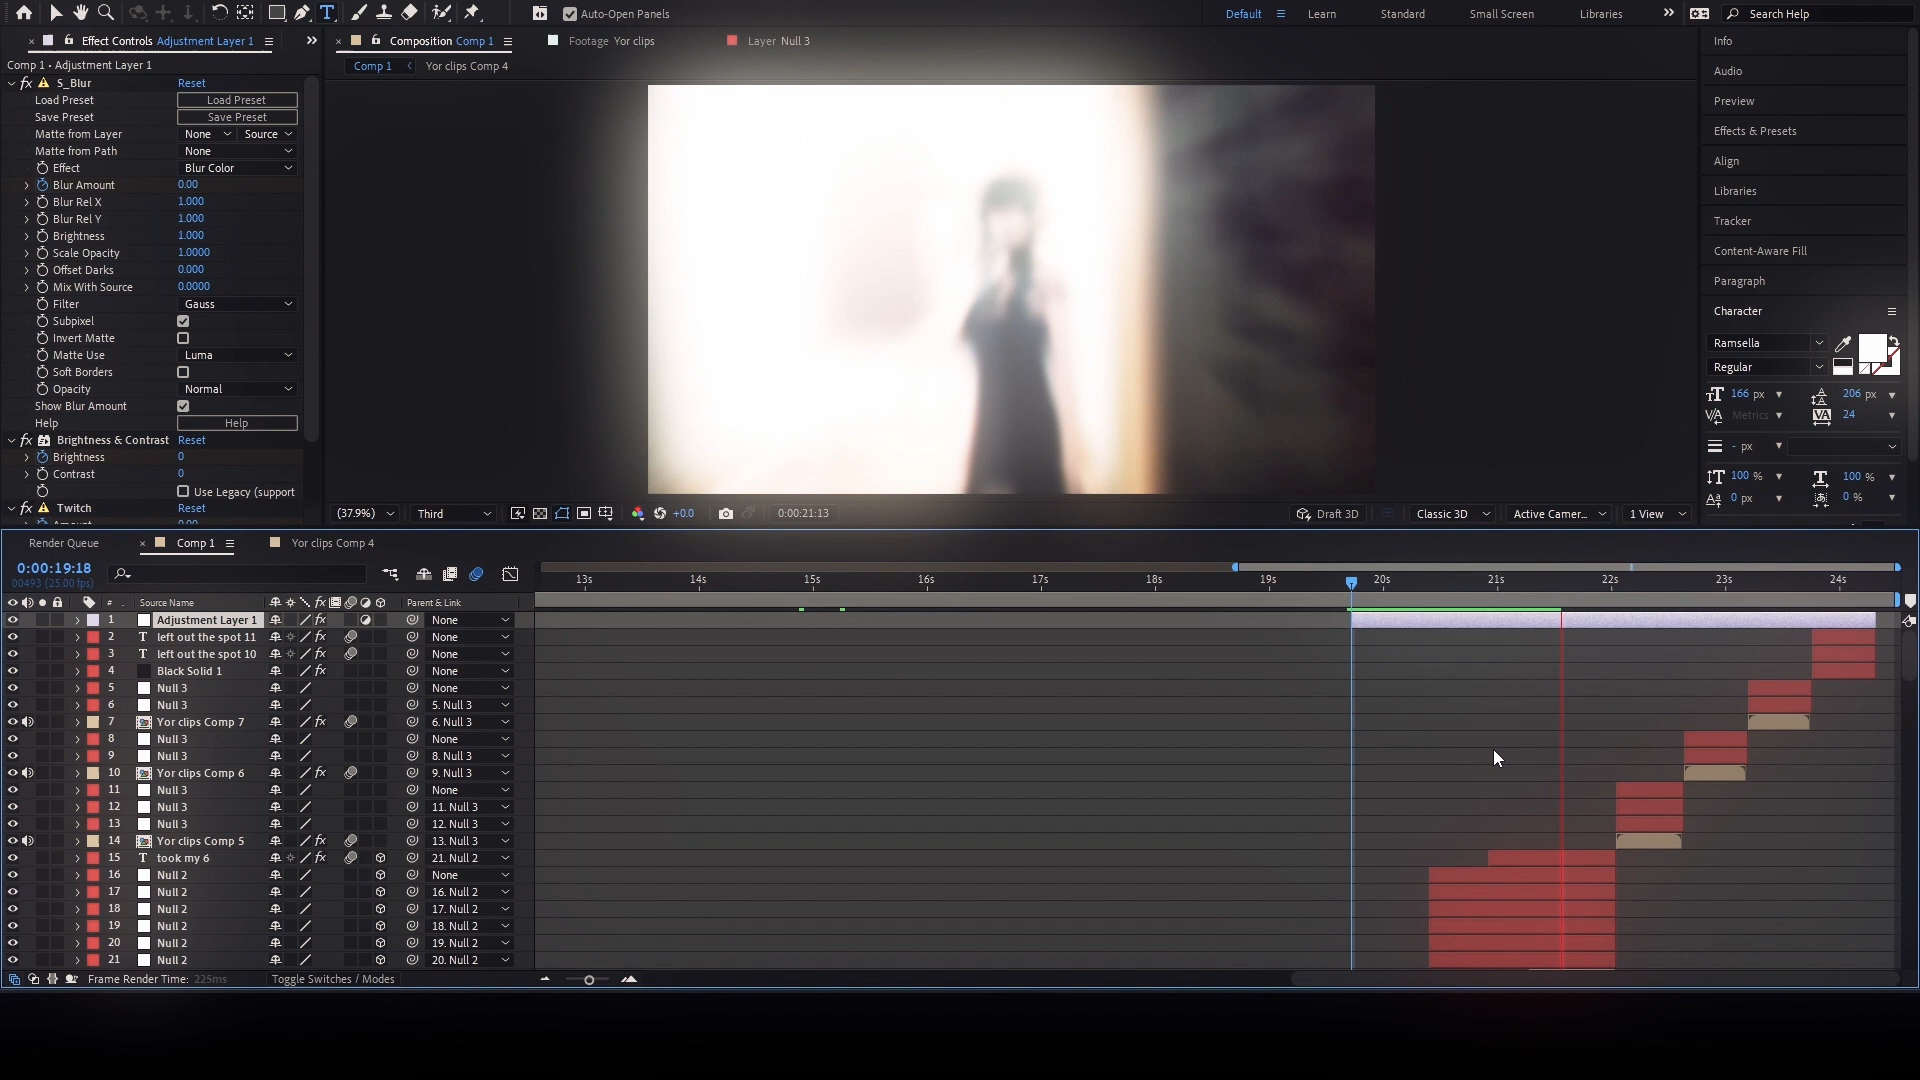 Auto-Open Panels
Default
Learn
Standard
Small Screen
Libraries
Search Help
Effect Controls Adjustment Layer 1
Composition Comp 1
Footage Yor clips
Layer Null 3
Info
Comp 1 • Adjustment Layer 1
Comp 1
Yor clips Comp 4
Audio
fx S_Blur Reset
Load Preset Load Preset
Save Preset Save Preset
Matte from Layer None Source
Matte from Path None
Effect Blur Color
Blur Amount 0.00
Blur Rel X 1.000
Blur Rel Y 1.000
Brightness 1.000
Scale Opacity 1.0000
Offset Darks 0.000
Mix With Source 0.0000
Filter Gauss
Subpixel
Invert Matte
Matte Use Luma
Soft Borders
Opacity Normal
Show Blur Amount
Help Help
fx Brightness & Contrast Reset
Brightness 0
Contrast 0
Use Legacy (support
fx Twitch Reset
Preview
Effects & Presets
Align
Libraries
Tracker
Content-Aware Fill
Paragraph
Character
Ramsella
Regular
166 px 206 px
Metrics 24
- px
100 % 100 %
0 px 0 %
(37.9%) Third +0.0 0:00:21:13 Draft 3D Classic 3D Active Camer... 1 View
Render Queue Comp 1 Yor clips Comp 4
0:00:19:18
00493 (25.00 fps)
13s 14s 15s 16s 17s 18s 19s 20s 21s 22s 23s 24s
# Source Name fx Parent & Link
1 Adjustment Layer 1 fx None
2 T left out the spot 11 fx None
3 T left out the spot 10 fx None
4 Black Solid 1 fx None
5 Null 3 None
6 Null 3 5. Null 3
7 Yor clips Comp 7 fx 6. Null 3
8 Null 3 None
9 Null 3 8. Null 3
10 Yor clips Comp 6 fx 9. Null 3
11 Null 3 None
12 Null 3 11. Null 3
13 Null 3 12. Null 3
14 Yor clips Comp 5 fx 13. Null 3
15 T took my 6 fx 21. Null 2
16 Null 2 None
17 Null 2 16. Null 2
18 Null 2 17. Null 2
19 Null 2 18. Null 2
20 Null 2 19. Null 2
21 Null 2 20. Null 2
Frame Render Time: 225ms Toggle Switches / Modes